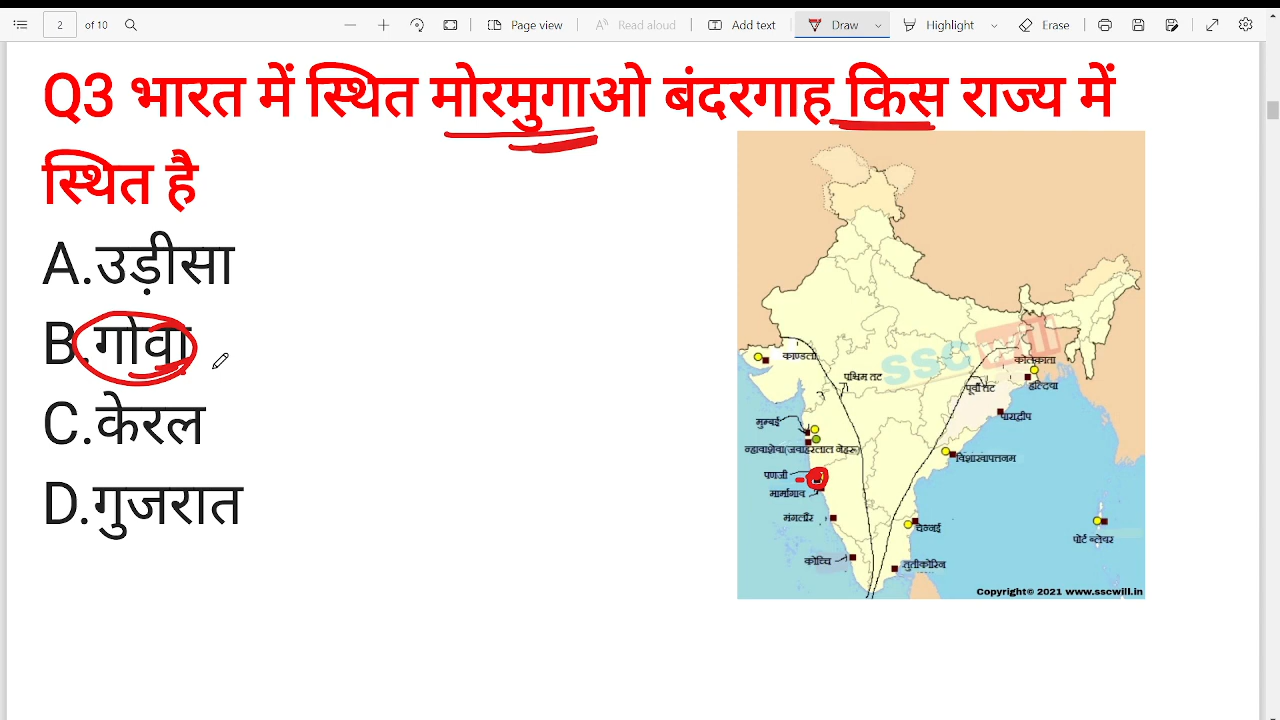 2 of 10 Page view Read aloud Add text Draw Highlight Erase
Q3 भारत में स्थित मोरमुगाओ बंदरगाह किस राज्य में
स्थित है
A.उड़ीसा
B.गोवा
C.केरल
D.गुजरात
काण्डला
पश्चिम तट
sscwill
कोलकाता
पूर्वी तट
हल्दिया
पाराद्वीप
मुम्बई
न्हावाशेवा(जवाहरलाल नेहरू)
विशाखापत्तनम
पणजी
मार्मागाव
मंगलौर
चेन्नई
पोर्ट ब्लेयर
कोच्चि
तुतीकोरिन
Copyright© 2021 www.sscwill.in